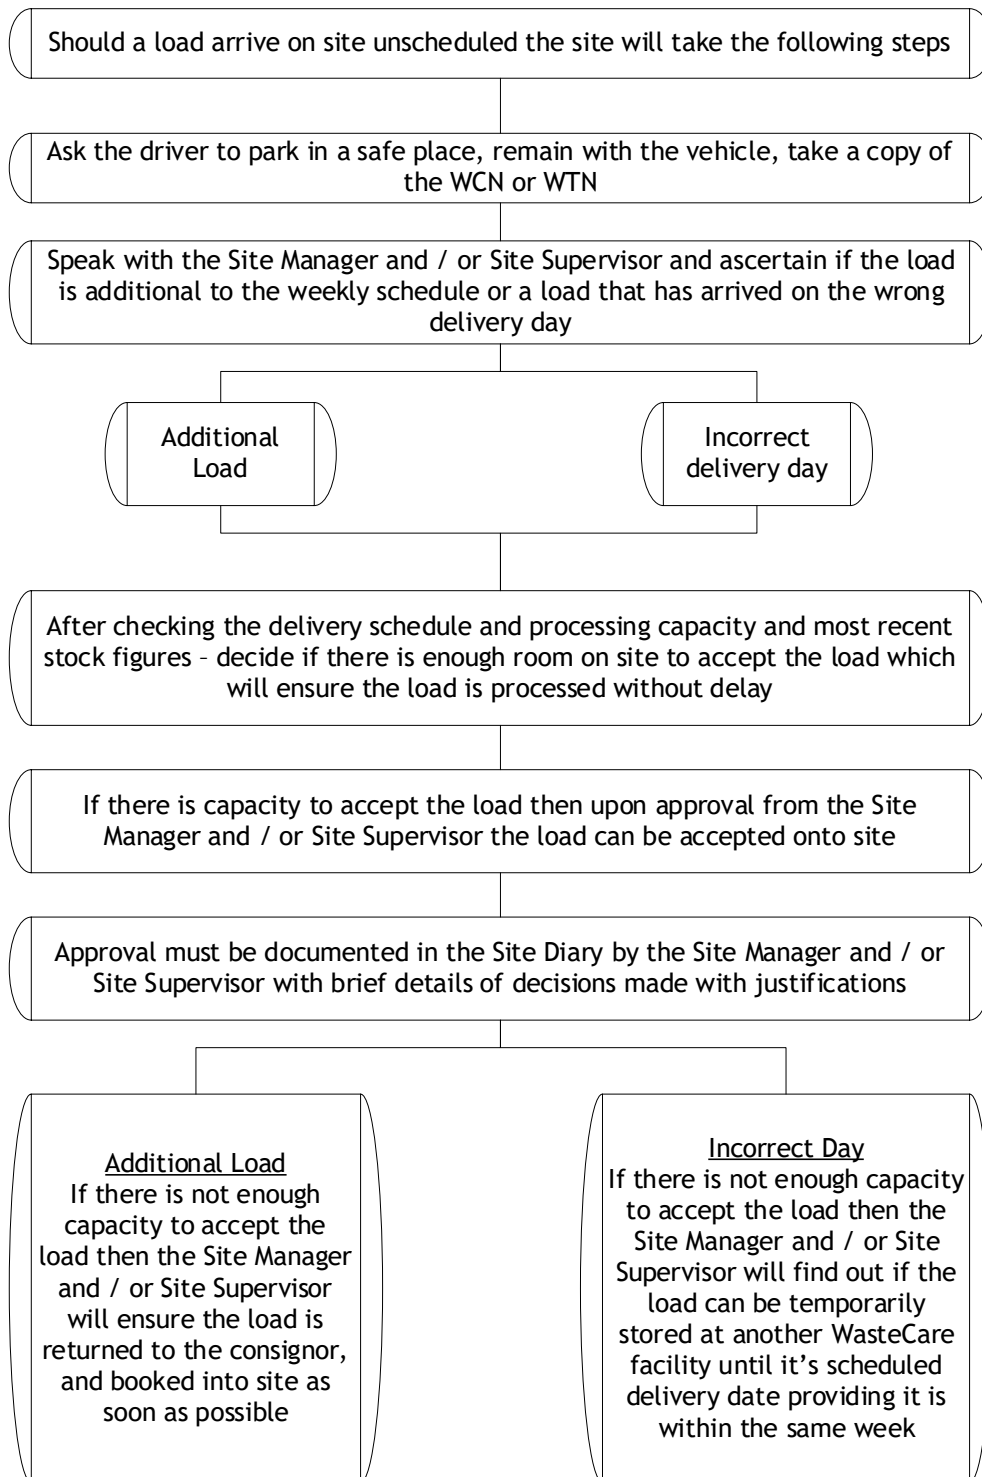 Should a load arrive on site unscheduled the site will take the following steps
Ask the driver to park in a safe place, remain with the vehicle, take a copy of
the WCN or WTN
Speak with the Site Manager and / or Site Supervisor and ascertain if the load
is additional to the weekly schedule or a load that has arrived on the wrong
delivery day
Additional
Load
Incorrect
delivery day
After checking the delivery schedule and processing capacity and most recent
stock figures – decide if there is enough room on site to accept the load which
will ensure the load is processed without delay
If there is capacity to accept the load then upon approval from the Site
Manager and / or Site Supervisor the load can be accepted onto site
Approval must be documented in the Site Diary by the Site Manager and / or
Site Supervisor with brief details of decisions made with justifications
Additional Load
If there is not enough
capacity to accept the
load then the Site Manager
and / or Site Supervisor
will ensure the load is
returned to the consignor,
and booked into site as
soon as possible
Incorrect Day
If there is not enough capacity
to accept the load then the
Site Manager and / or Site
Supervisor will find out if the
load can be temporarily
stored at another WasteCare
facility until it’s scheduled
delivery date providing it is
within the same week